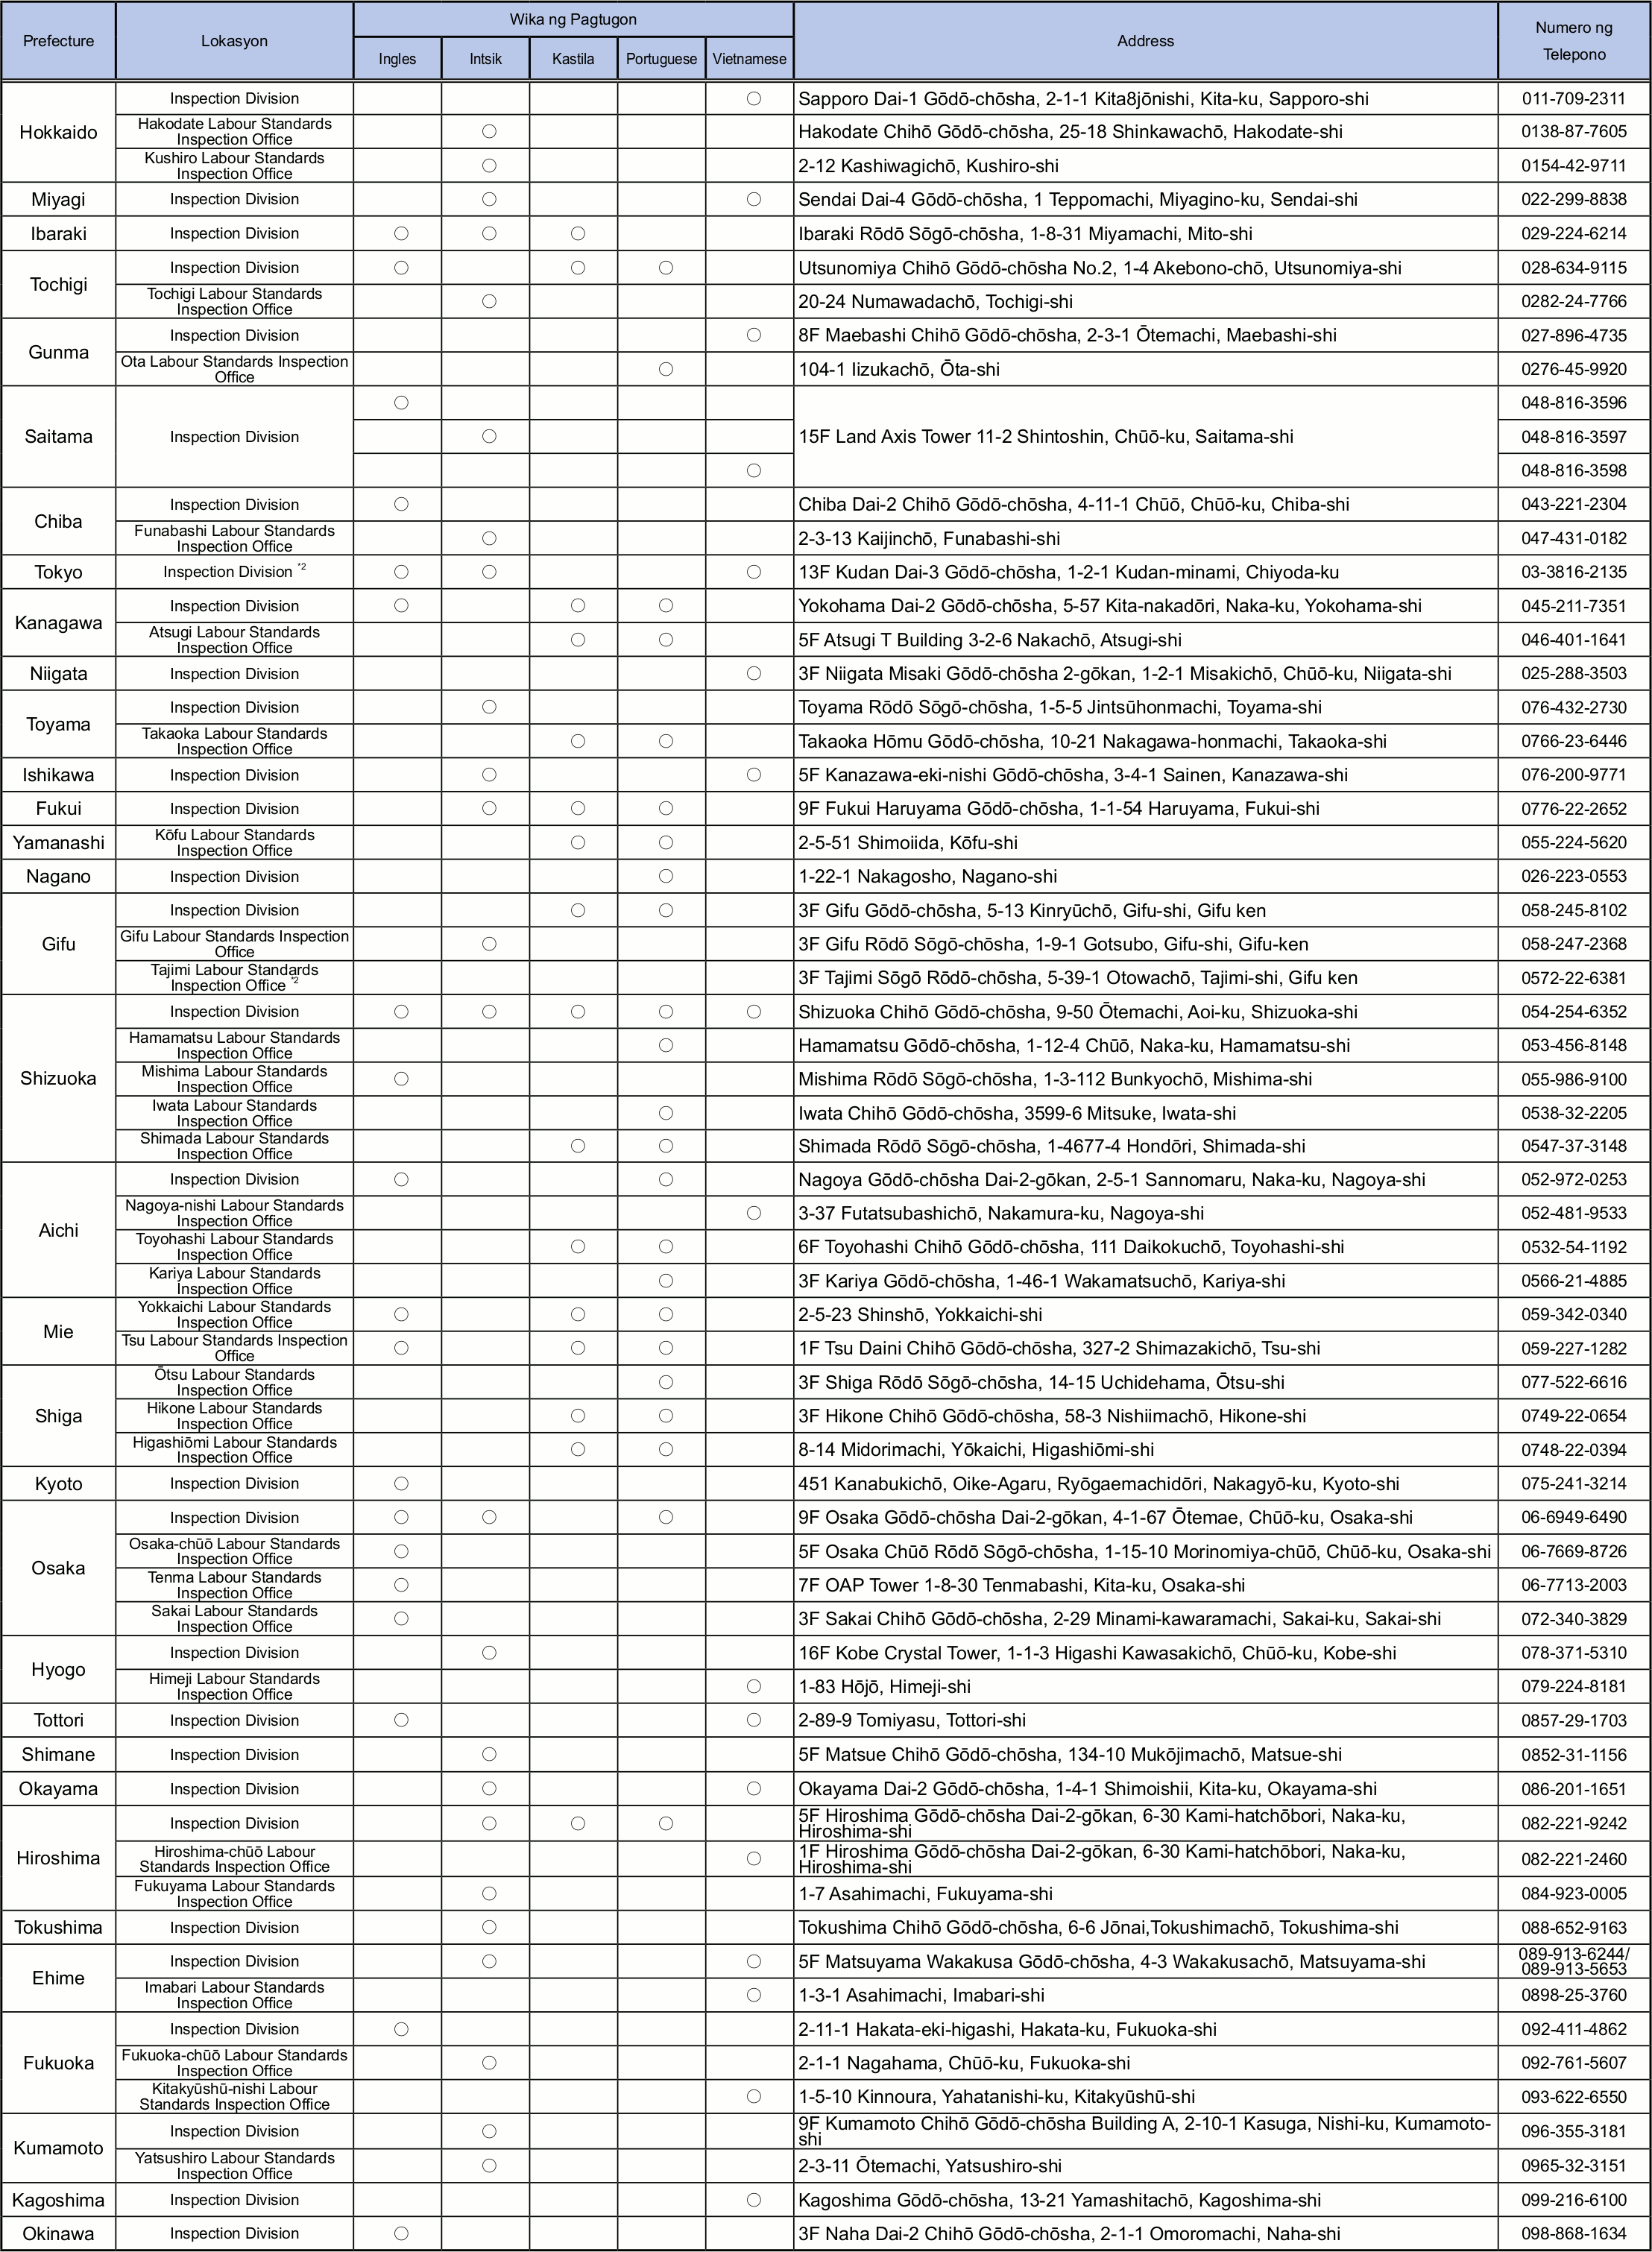 Prefecture Lokasyon Wika ng Pagtugon Address Numero ng Telepono
Ingles Intsik Kastila Portuguese Vietnamese
Hokkaido Inspection Division ○ Sapporo Dai-1 Gōdō-chōsha, 2-1-1 Kita8jōnishi, Kita-ku, Sapporo-shi 011-709-2311
Hakodate Labour Standards Inspection Office ○ Hakodate Chihō Gōdō-chōsha, 25-18 Shinkawachō, Hakodate-shi 0138-87-7605
Kushiro Labour Standards Inspection Office ○ 2-12 Kashiwagichō, Kushiro-shi 0154-42-9711
Miyagi Inspection Division ○ ○ Sendai Dai-4 Gōdō-chōsha, 1 Teppomachi, Miyagino-ku, Sendai-shi 022-299-8838
Ibaraki Inspection Division ○ ○ ○ Ibaraki Rōdō Sōgō-chōsha, 1-8-31 Miyamachi, Mito-shi 029-224-6214
Tochigi Inspection Division ○ ○ ○ Utsunomiya Chihō Gōdō-chōsha No.2, 1-4 Akebono-chō, Utsunomiya-shi 028-634-9115
Tochigi Labour Standards Inspection Office ○ 20-24 Numawadachō, Tochigi-shi 0282-24-7766
Gunma Inspection Division ○ 8F Maebashi Chihō Gōdō-chōsha, 2-3-1 Ōtemachi, Maebashi-shi 027-896-4735
Ota Labour Standards Inspection Office ○ 104-1 Iizukachō, Ōta-shi 0276-45-9920
Saitama Inspection Division ○ 15F Land Axis Tower 11-2 Shintoshin, Chūō-ku, Saitama-shi 048-816-3596
○ 048-816-3597
○ 048-816-3598
Chiba Inspection Division ○ Chiba Dai-2 Chihō Gōdō-chōsha, 4-11-1 Chūō, Chūō-ku, Chiba-shi 043-221-2304
Funabashi Labour Standards Inspection Office ○ 2-3-13 Kaijinchō, Funabashi-shi 047-431-0182
Tokyo Inspection Division *2 ○ ○ ○ 13F Kudan Dai-3 Gōdō-chōsha, 1-2-1 Kudan-minami, Chiyoda-ku 03-3816-2135
Kanagawa Inspection Division ○ ○ ○ Yokohama Dai-2 Gōdō-chōsha, 5-57 Kita-nakadōri, Naka-ku, Yokohama-shi 045-211-7351
Atsugi Labour Standards Inspection Office ○ ○ 5F Atsugi T Building 3-2-6 Nakachō, Atsugi-shi 046-401-1641
Niigata Inspection Division ○ 3F Niigata Misaki Gōdō-chōsha 2-gōkan, 1-2-1 Misakichō, Chūō-ku, Niigata-shi 025-288-3503
Toyama Inspection Division ○ Toyama Rōdō Sōgō-chōsha, 1-5-5 Jintsūhonmachi, Toyama-shi 076-432-2730
Takaoka Labour Standards Inspection Office ○ ○ Takaoka Hōmu Gōdō-chōsha, 10-21 Nakagawa-honmachi, Takaoka-shi 0766-23-6446
Ishikawa Inspection Division ○ ○ 5F Kanazawa-eki-nishi Gōdō-chōsha, 3-4-1 Sainen, Kanazawa-shi 076-200-9771
Fukui Inspection Division ○ ○ ○ 9F Fukui Haruyama Gōdō-chōsha, 1-1-54 Haruyama, Fukui-shi 0776-22-2652
Yamanashi Kōfu Labour Standards Inspection Office ○ ○ 2-5-51 Shimoiida, Kōfu-shi 055-224-5620
Nagano Inspection Division ○ 1-22-1 Nakagosho, Nagano-shi 026-223-0553
Gifu Inspection Division ○ ○ 3F Gifu Gōdō-chōsha, 5-13 Kinryūchō, Gifu-shi, Gifu ken 058-245-8102
Gifu Labour Standards Inspection Office ○ 3F Gifu Rōdō Sōgō-chōsha, 1-9-1 Gotsubo, Gifu-shi, Gifu-ken 058-247-2368
Tajimi Labour Standards Inspection Office *2 3F Tajimi Sōgō Rōdō-chōsha, 5-39-1 Otowachō, Tajimi-shi, Gifu ken 0572-22-6381
Shizuoka Inspection Division ○ ○ ○ ○ ○ Shizuoka Chihō Gōdō-chōsha, 9-50 Ōtemachi, Aoi-ku, Shizuoka-shi 054-254-6352
Hamamatsu Labour Standards Inspection Office ○ Hamamatsu Gōdō-chōsha, 1-12-4 Chūō, Naka-ku, Hamamatsu-shi 053-456-8148
Mishima Labour Standards Inspection Office ○ Mishima Rōdō Sōgō-chōsha, 1-3-112 Bunkyochō, Mishima-shi 055-986-9100
Iwata Labour Standards Inspection Office ○ Iwata Chihō Gōdō-chōsha, 3599-6 Mitsuke, Iwata-shi 0538-32-2205
Shimada Labour Standards Inspection Office ○ ○ Shimada Rōdō Sōgō-chōsha, 1-4677-4 Hondōri, Shimada-shi 0547-37-3148
Aichi Inspection Division ○ ○ Nagoya Gōdō-chōsha Dai-2-gōkan, 2-5-1 Sannomaru, Naka-ku, Nagoya-shi 052-972-0253
Nagoya-nishi Labour Standards Inspection Office ○ 3-37 Futatsubashichō, Nakamura-ku, Nagoya-shi 052-481-9533
Toyohashi Labour Standards Inspection Office ○ ○ 6F Toyohashi Chihō Gōdō-chōsha, 111 Daikokuchō, Toyohashi-shi 0532-54-1192
Kariya Labour Standards Inspection Office ○ 3F Kariya Gōdō-chōsha, 1-46-1 Wakamatsuchō, Kariya-shi 0566-21-4885
Mie Yokkaichi Labour Standards Inspection Office ○ ○ ○ 2-5-23 Shinshō, Yokkaichi-shi 059-342-0340
Tsu Labour Standards Inspection Office ○ ○ ○ 1F Tsu Daini Chihō Gōdō-chōsha, 327-2 Shimazakichō, Tsu-shi 059-227-1282
Shiga Ōtsu Labour Standards Inspection Office ○ 3F Shiga Rōdō Sōgō-chōsha, 14-15 Uchidehama, Ōtsu-shi 077-522-6616
Hikone Labour Standards Inspection Office ○ ○ 3F Hikone Chihō Gōdō-chōsha, 58-3 Nishiimachō, Hikone-shi 0749-22-0654
Higashiōmi Labour Standards Inspection Office ○ ○ 8-14 Midorimachi, Yōkaichi, Higashiōmi-shi 0748-22-0394
Kyoto Inspection Division ○ 451 Kanabukichō, Oike-Agaru, Ryōgaemachidōri, Nakagyō-ku, Kyoto-shi 075-241-3214
Osaka Inspection Division ○ ○ ○ 9F Osaka Gōdō-chōsha Dai-2-gōkan, 4-1-67 Ōtemae, Chūō-ku, Osaka-shi 06-6949-6490
Osaka-chūō Labour Standards Inspection Office ○ 5F Osaka Chūō Rōdō Sōgō-chōsha, 1-15-10 Morinomiya-chūō, Chūō-ku, Osaka-shi 06-7669-8726
Tenma Labour Standards Inspection Office ○ 7F OAP Tower 1-8-30 Tenmabashi, Kita-ku, Osaka-shi 06-7713-2003
Sakai Labour Standards Inspection Office ○ 3F Sakai Chihō Gōdō-chōsha, 2-29 Minami-kawaramachi, Sakai-ku, Sakai-shi 072-340-3829
Hyogo Inspection Division ○ 16F Kobe Crystal Tower, 1-1-3 Higashi Kawasakichō, Chūō-ku, Kobe-shi 078-371-5310
Himeji Labour Standards Inspection Office ○ 1-83 Hōjō, Himeji-shi 079-224-8181
Tottori Inspection Division ○ ○ 2-89-9 Tomiyasu, Tottori-shi 0857-29-1703
Shimane Inspection Division ○ 5F Matsue Chihō Gōdō-chōsha, 134-10 Mukōjimachō, Matsue-shi 0852-31-1156
Okayama Inspection Division ○ ○ Okayama Dai-2 Gōdō-chōsha, 1-4-1 Shimoishii, Kita-ku, Okayama-shi 086-201-1651
Hiroshima Inspection Division ○ ○ ○ 5F Hiroshima Gōdō-chōsha Dai-2-gōkan, 6-30 Kami-hatchōbori, Naka-ku, Hiroshima-shi 082-221-9242
Hiroshima-chūō Labour Standards Inspection Office ○ 1F Hiroshima Gōdō-chōsha Dai-2-gōkan, 6-30 Kami-hatchōbori, Naka-ku, Hiroshima-shi 082-221-2460
Fukuyama Labour Standards Inspection Office ○ 1-7 Asahimachi, Fukuyama-shi 084-923-0005
Tokushima Inspection Division ○ Tokushima Chihō Gōdō-chōsha, 6-6 Jōnai,Tokushimachō, Tokushima-shi 088-652-9163
Ehime Inspection Division ○ ○ 5F Matsuyama Wakakusa Gōdō-chōsha, 4-3 Wakakusachō, Matsuyama-shi 089-913-6244/ 089-913-5653
Imabari Labour Standards Inspection Office ○ 1-3-1 Asahimachi, Imabari-shi 0898-25-3760
Fukuoka Inspection Division ○ 2-11-1 Hakata-eki-higashi, Hakata-ku, Fukuoka-shi 092-411-4862
Fukuoka-chūō Labour Standards Inspection Office ○ 2-1-1 Nagahama, Chūō-ku, Fukuoka-shi 092-761-5607
Kitakyūshū-nishi Labour Standards Inspection Office ○ 1-5-10 Kinnoura, Yahatanishi-ku, Kitakyūshū-shi 093-622-6550
Kumamoto Inspection Division ○ 9F Kumamoto Chihō Gōdō-chōsha Building A, 2-10-1 Kasuga, Nishi-ku, Kumamoto-shi 096-355-3181
Yatsushiro Labour Standards Inspection Office ○ 2-3-11 Ōtemachi, Yatsushiro-shi 0965-32-3151
Kagoshima Inspection Division ○ Kagoshima Gōdō-chōsha, 13-21 Yamashitachō, Kagoshima-shi 099-216-6100
Okinawa Inspection Division ○ 3F Naha Dai-2 Chihō Gōdō-chōsha, 2-1-1 Omoromachi, Naha-shi 098-868-1634